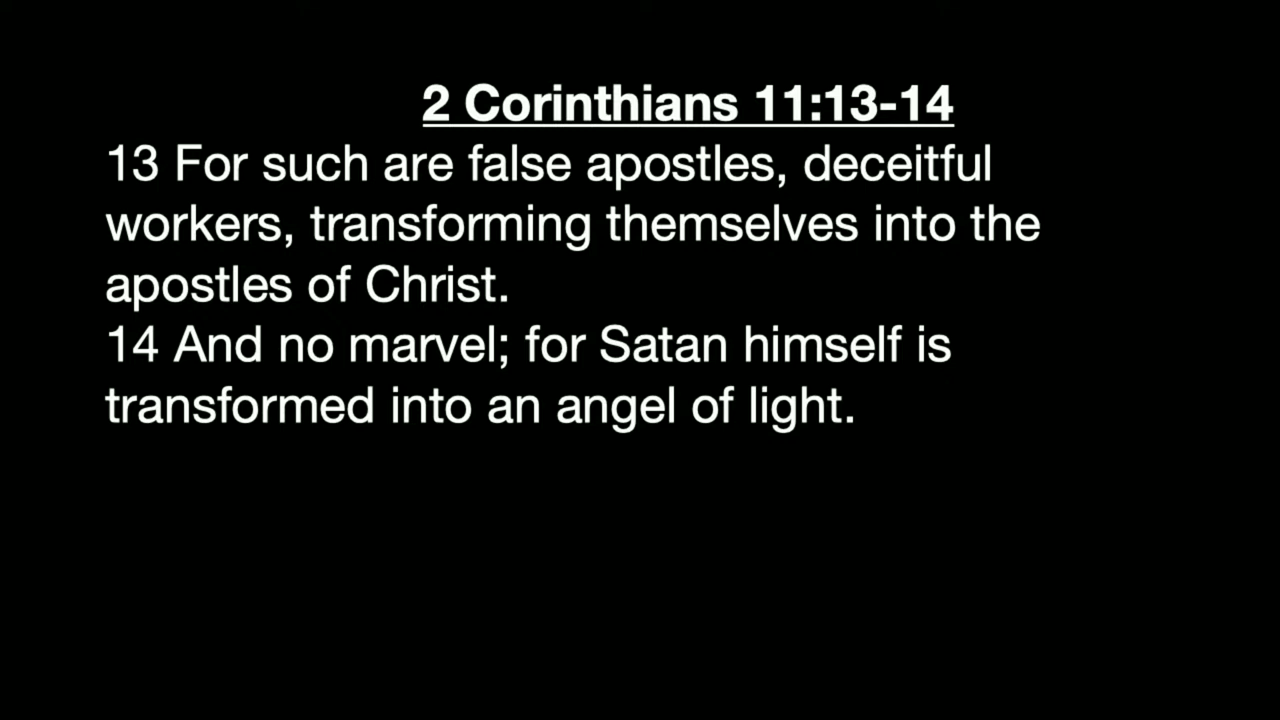 2 Corinthians 11:13-14
13 For such are false apostles, deceitful
workers, transforming themselves into the
apostles of Christ.
14 And no marvel; for Satan himself is
transformed into an angel of light.